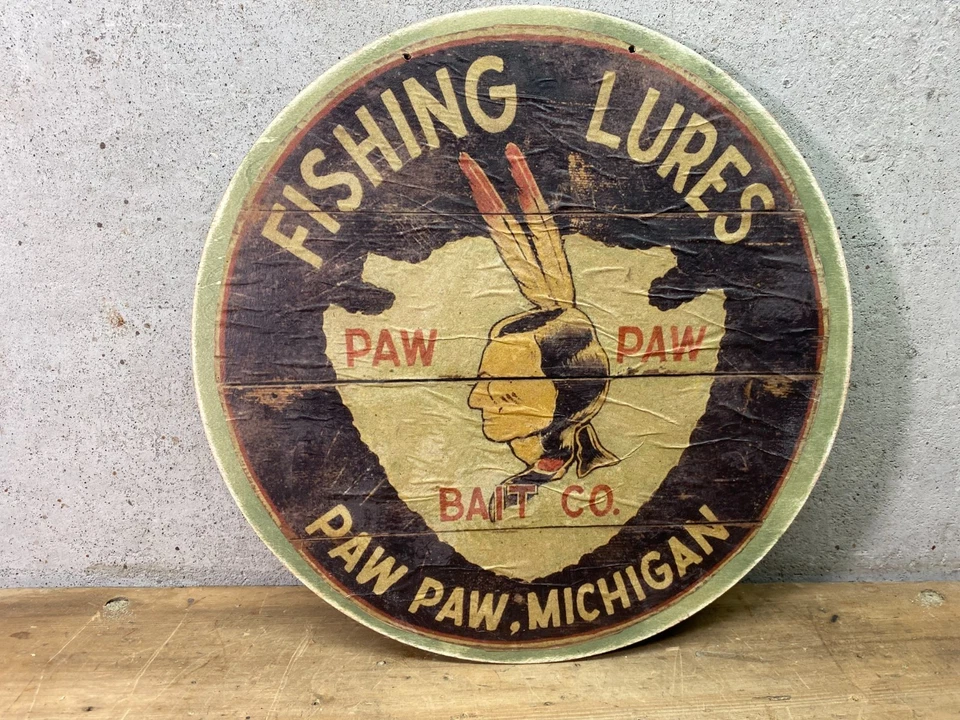 FISHING LURES
PAW PAW
BAIT CO.
PAW PAW, MICHIGAN